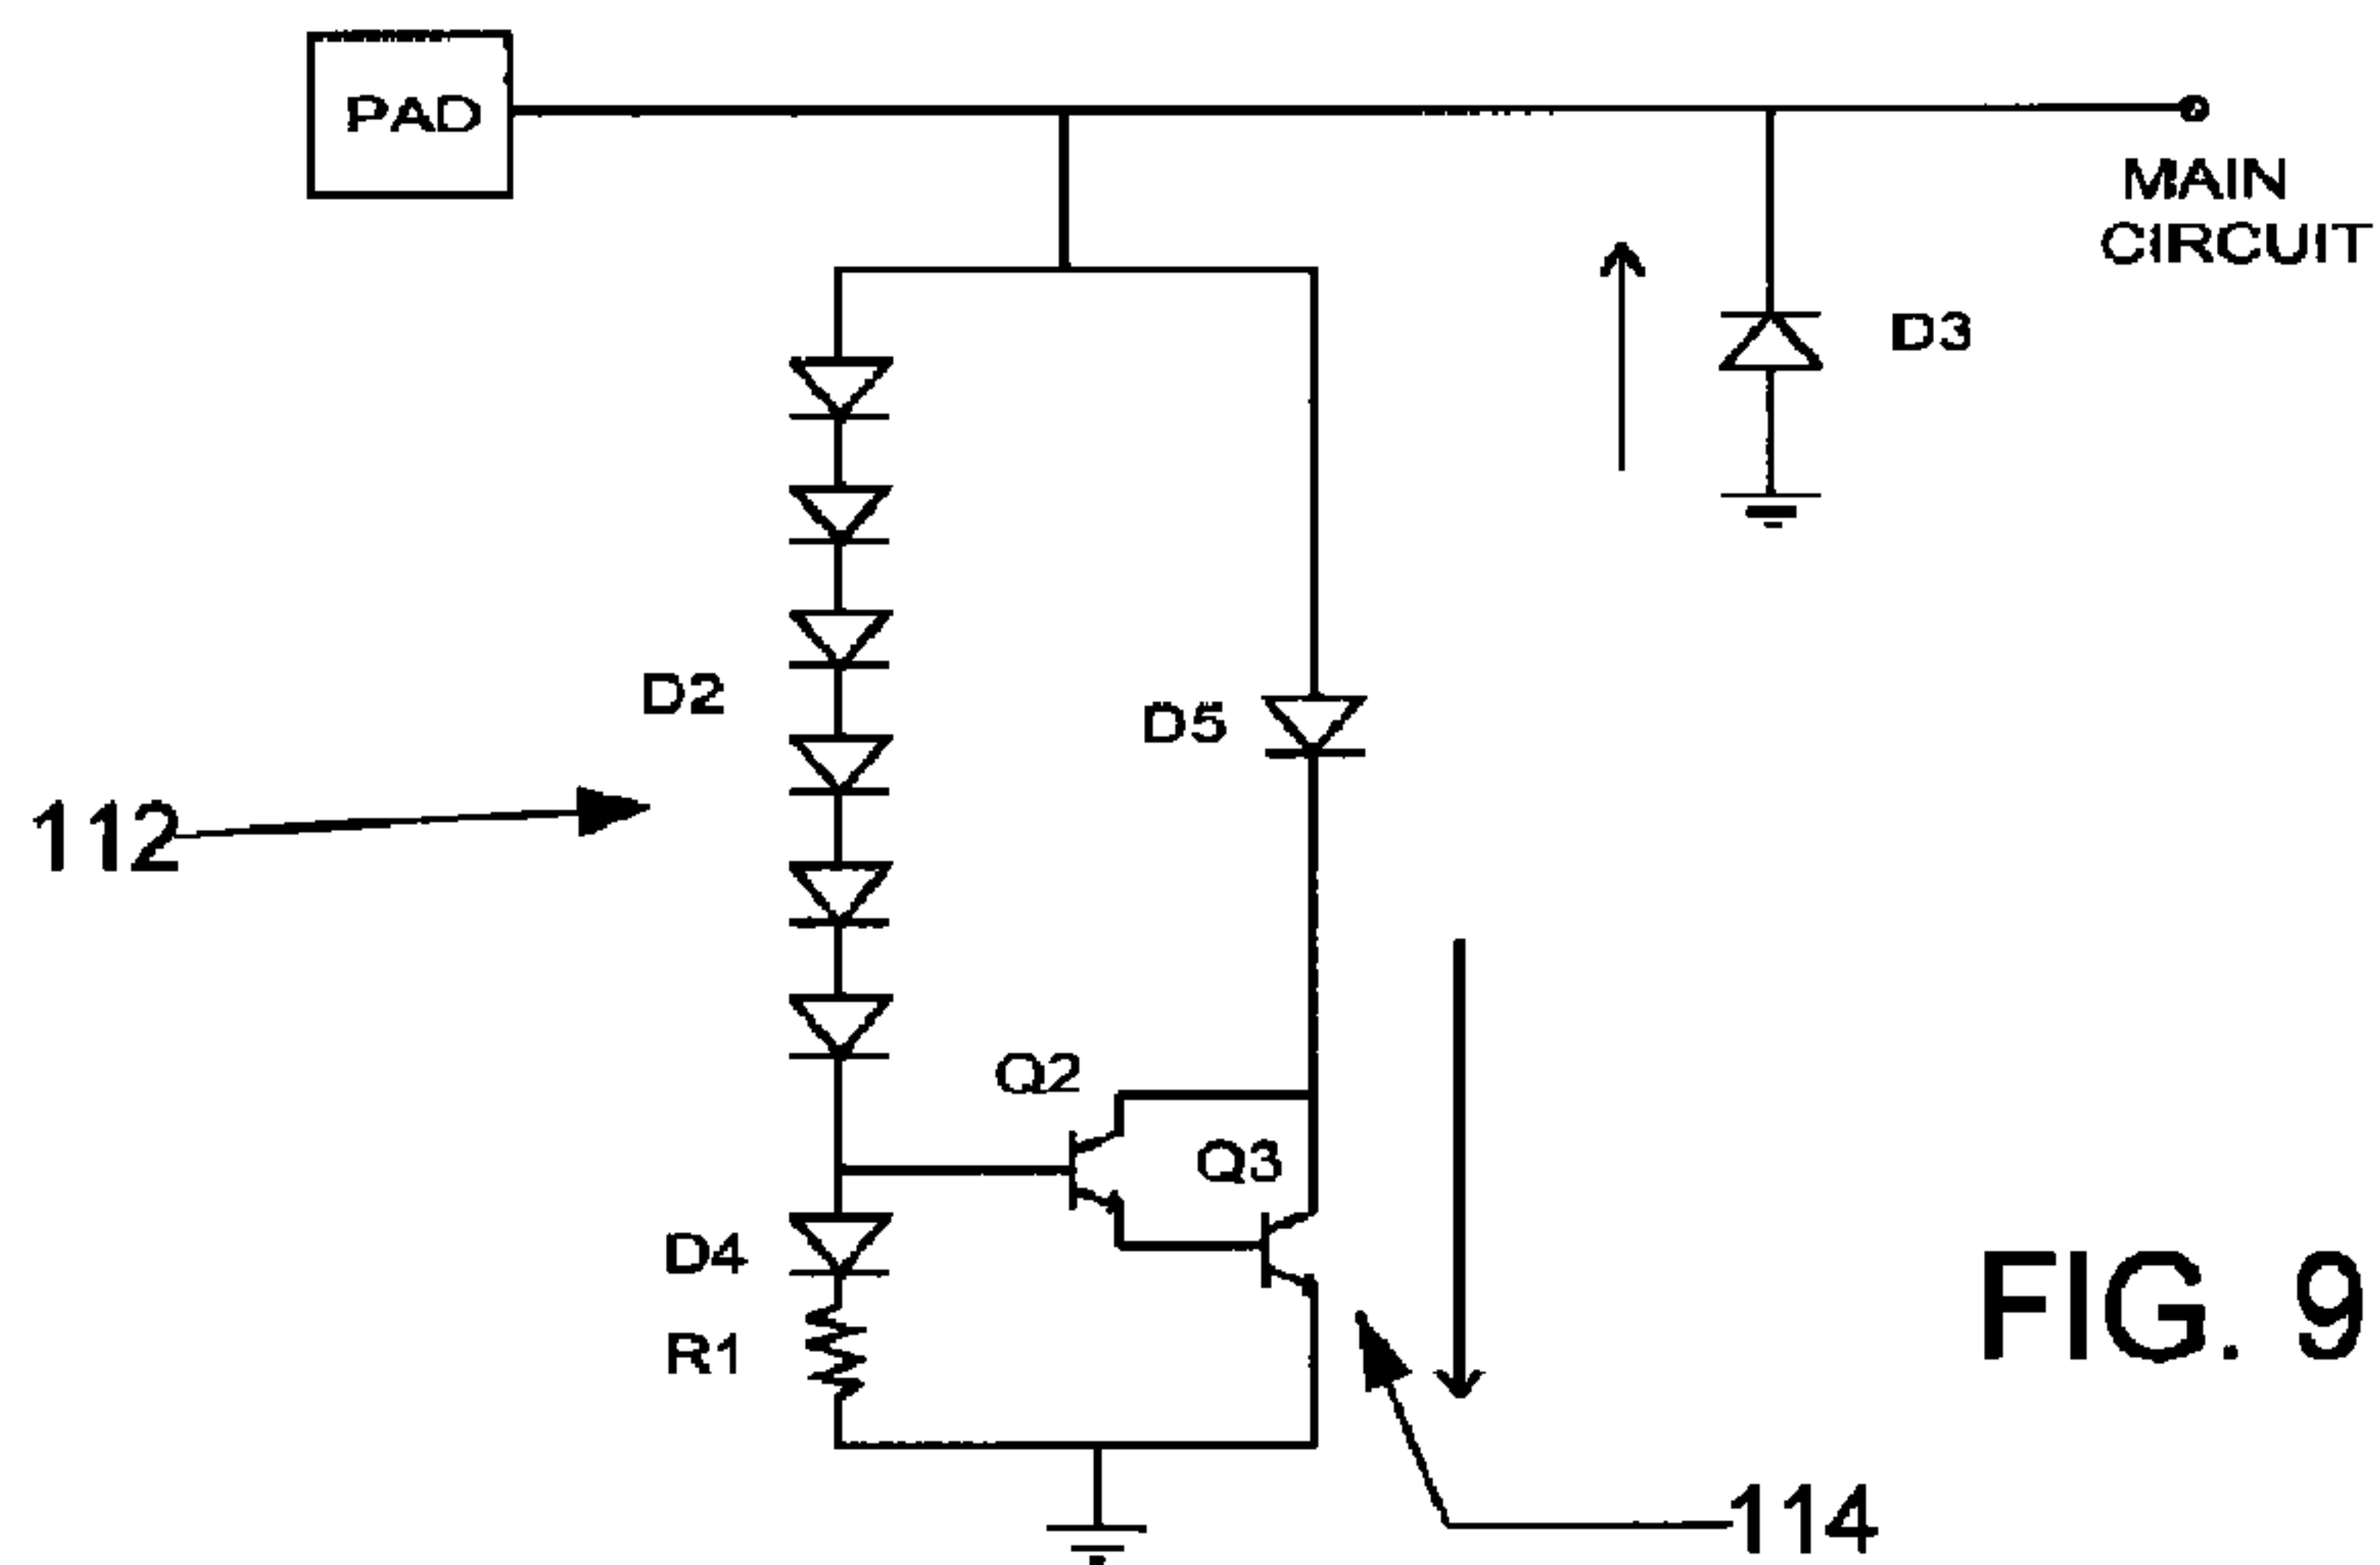 PAD
MAIN
CIRCUIT
D3
D2
D5
112
Q2
Q3
D4
R1
FIG. 9
114